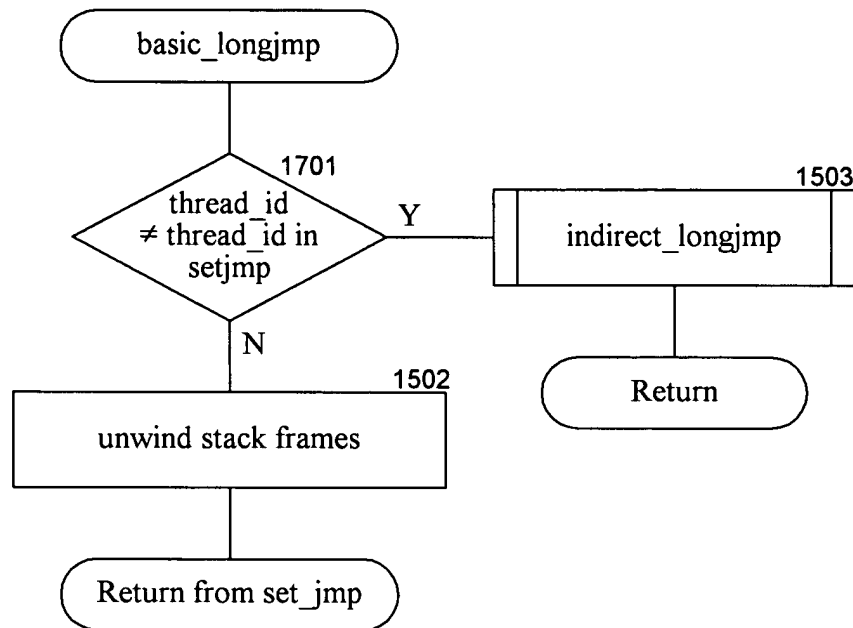 basic_longjmp
1701
thread_id
≠ thread_id in
setjmp
Y
1503
indirect_longjmp
N
Return
1502
unwind stack frames
Return from set_jmp